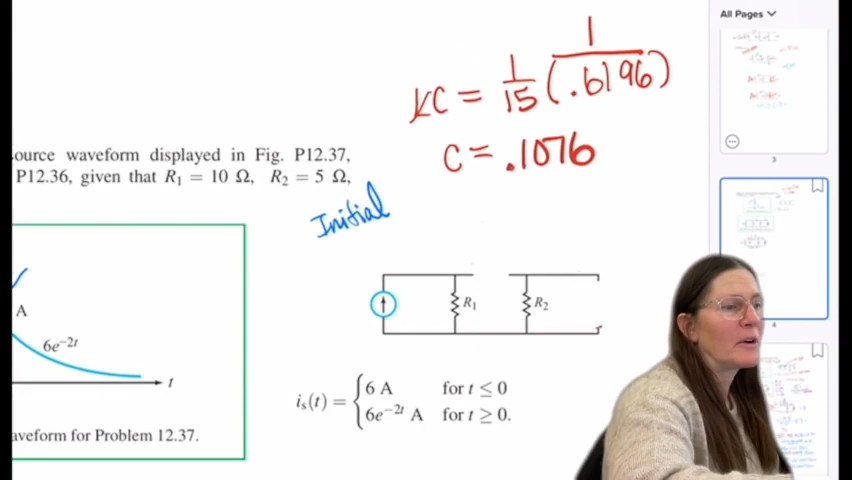 All Pages
KC = 1/15 (1/.6196)
C = .1076
ource waveform displayed in Fig. P12.37,
P12.36, given that R₁ = 10 Ω, R₂ = 5 Ω,
Initial
A
6e⁻²ᵗ
t
R₁
R₂
iₛ(t) = { 6 A for t ≤ 0
6e⁻²ᵗ A for t ≥ 0.
aveform for Problem 12.37.
3
4